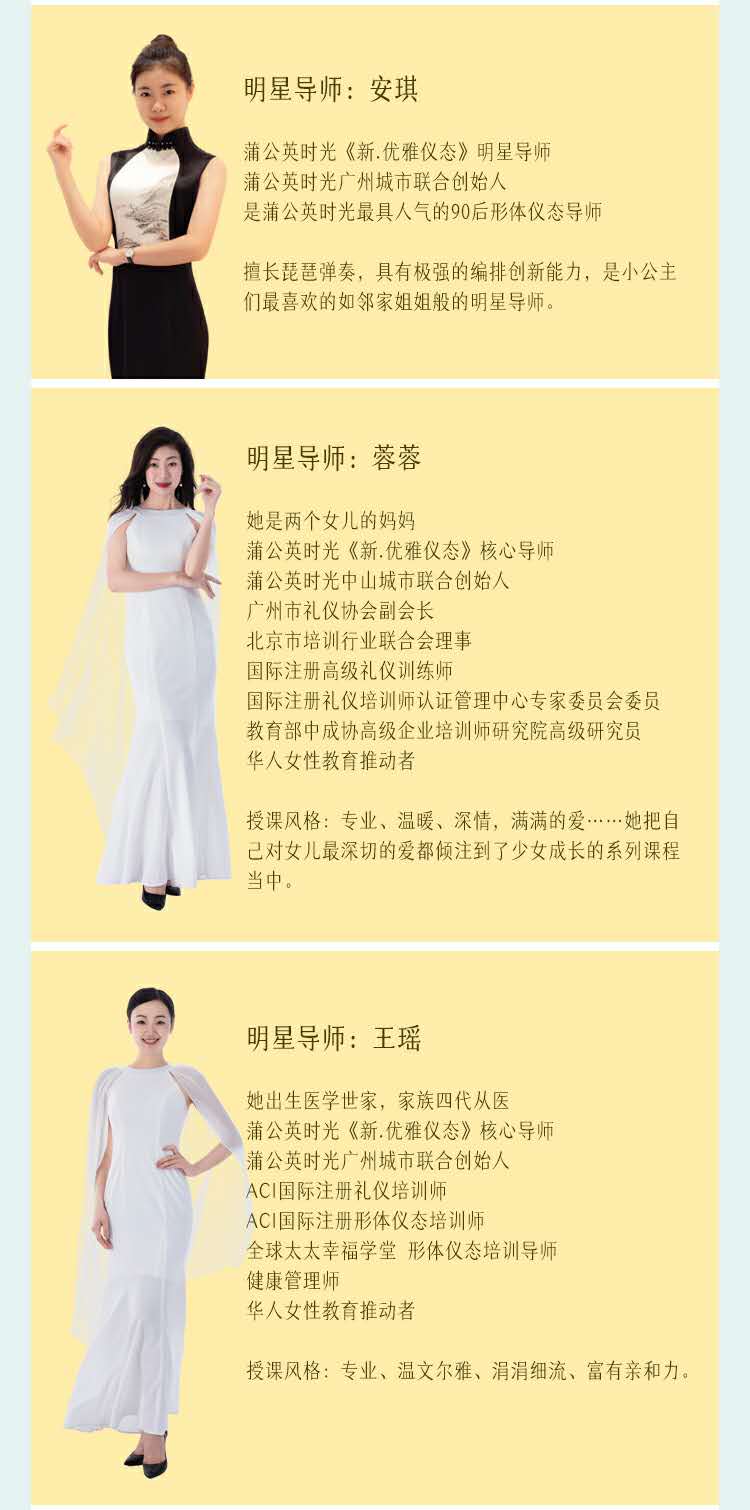 明星导师：安琪
蒲公英时光《新.优雅仪态》明星导师
蒲公英时光广州城市联合创始人
是蒲公英时光最具人气的90后形体仪态导师
擅长琵琶弹奏，具有极强的编排创新能力，是小公主
们最喜欢的如邻家姐姐般的明星导师。
明星导师：蓉蓉
她是两个女儿的妈妈
蒲公英时光《新.优雅仪态》核心导师
蒲公英时光中山城市联合创始人
广州市礼仪协会副会长
北京市培训行业联合会理事
国际注册高级礼仪训练师
国际注册礼仪培训师认证管理中心专家委员会委员
教育部中成协高级企业培训师研究院高级研究员
华人女性教育推动者
授课风格：专业、温暖、深情，满满的爱……她把自
己对女儿最深切的爱都倾注到了少女成长的系列课程
当中。
明星导师：王瑶
她出生医学世家，家族四代从医
蒲公英时光《新.优雅仪态》核心导师
蒲公英时光广州城市联合创始人
ACI国际注册礼仪培训师
ACI国际注册形体仪态培训师
全球太太幸福学堂 形体仪态培训导师
健康管理师
华人女性教育推动者
授课风格：专业、温文尔雅、涓涓细流、富有亲和力。